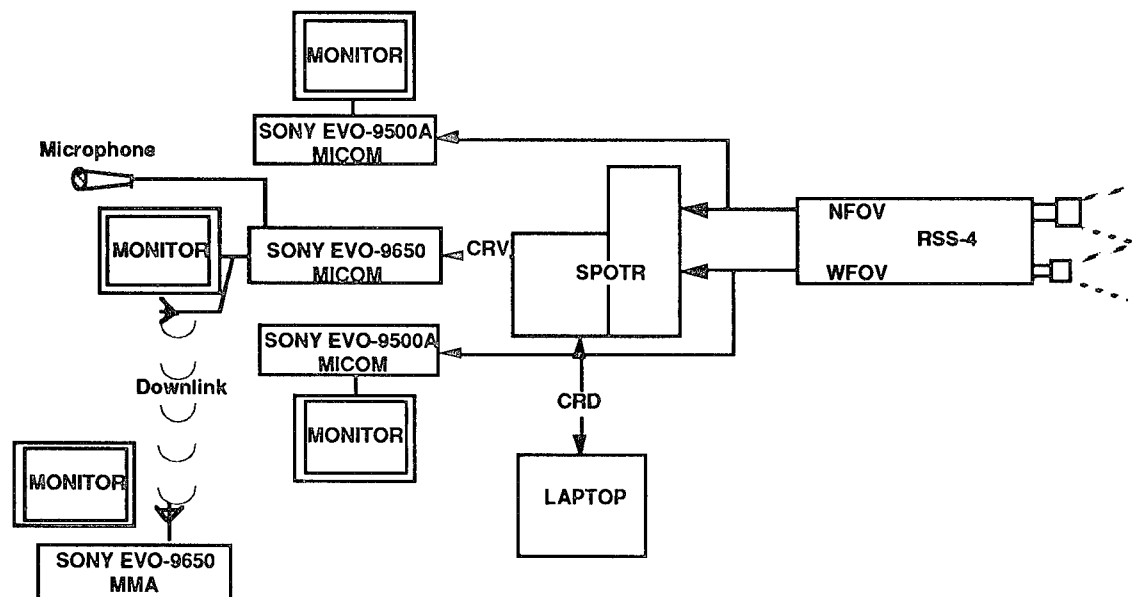 MONITOR
SONY EVO-9500A
MICOM
Microphone
MONITOR
SONY EVO-9650
MICOM
CRV
SPOTR
NFOV
RSS-4
WFOV
SONY EVO-9500A
MICOM
Downlink
CRD
MONITOR
MONITOR
LAPTOP
SONY EVO-9650
MMA